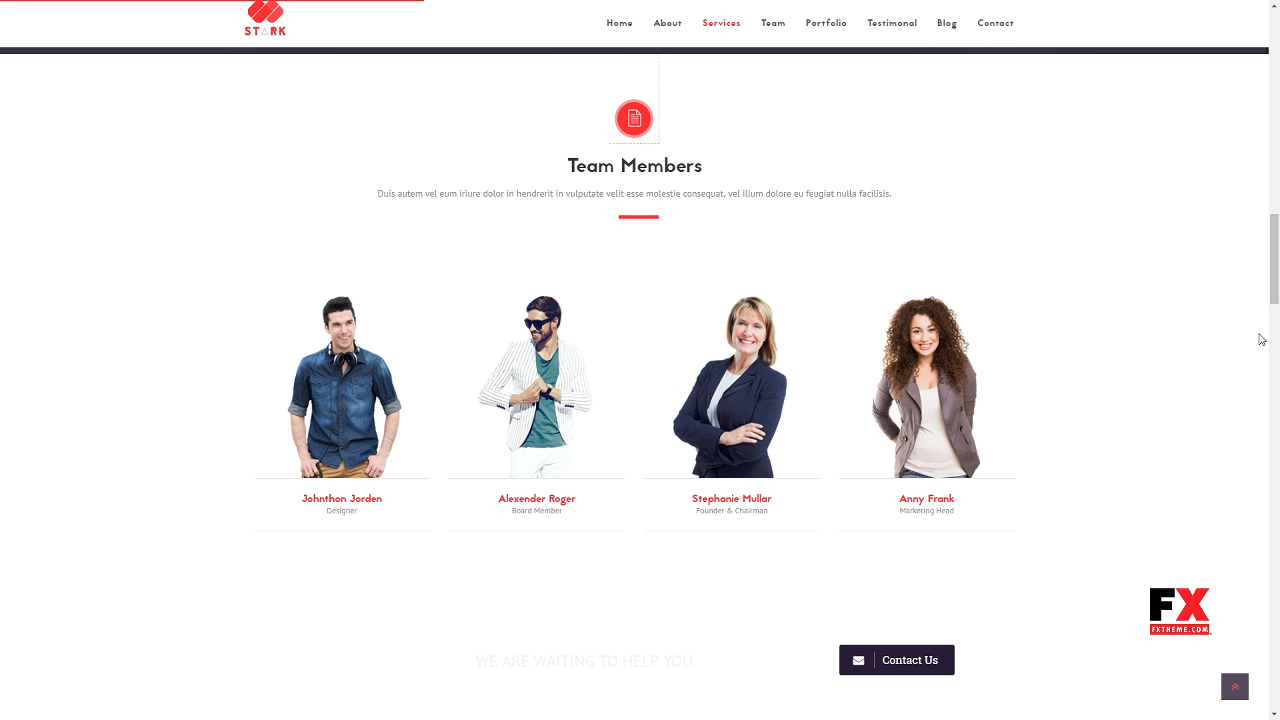 STARK
Home About Services Team Portfolio Testimonal Blog Contact
Team Members
Duis autem vel eum iriure dolor in hendrerit in vulputate velit esse molestie consequat, vel illum dolore eu feugiat nulla facilisis.
Johnthon Jorden Alexender Roger Stephanie Mullar Anny Frank
Designer Board Member Founder & Chairman Marketing Head
FX
FXTHEME.COM
WE ARE WAITING TO HELP YOU.
Contact Us